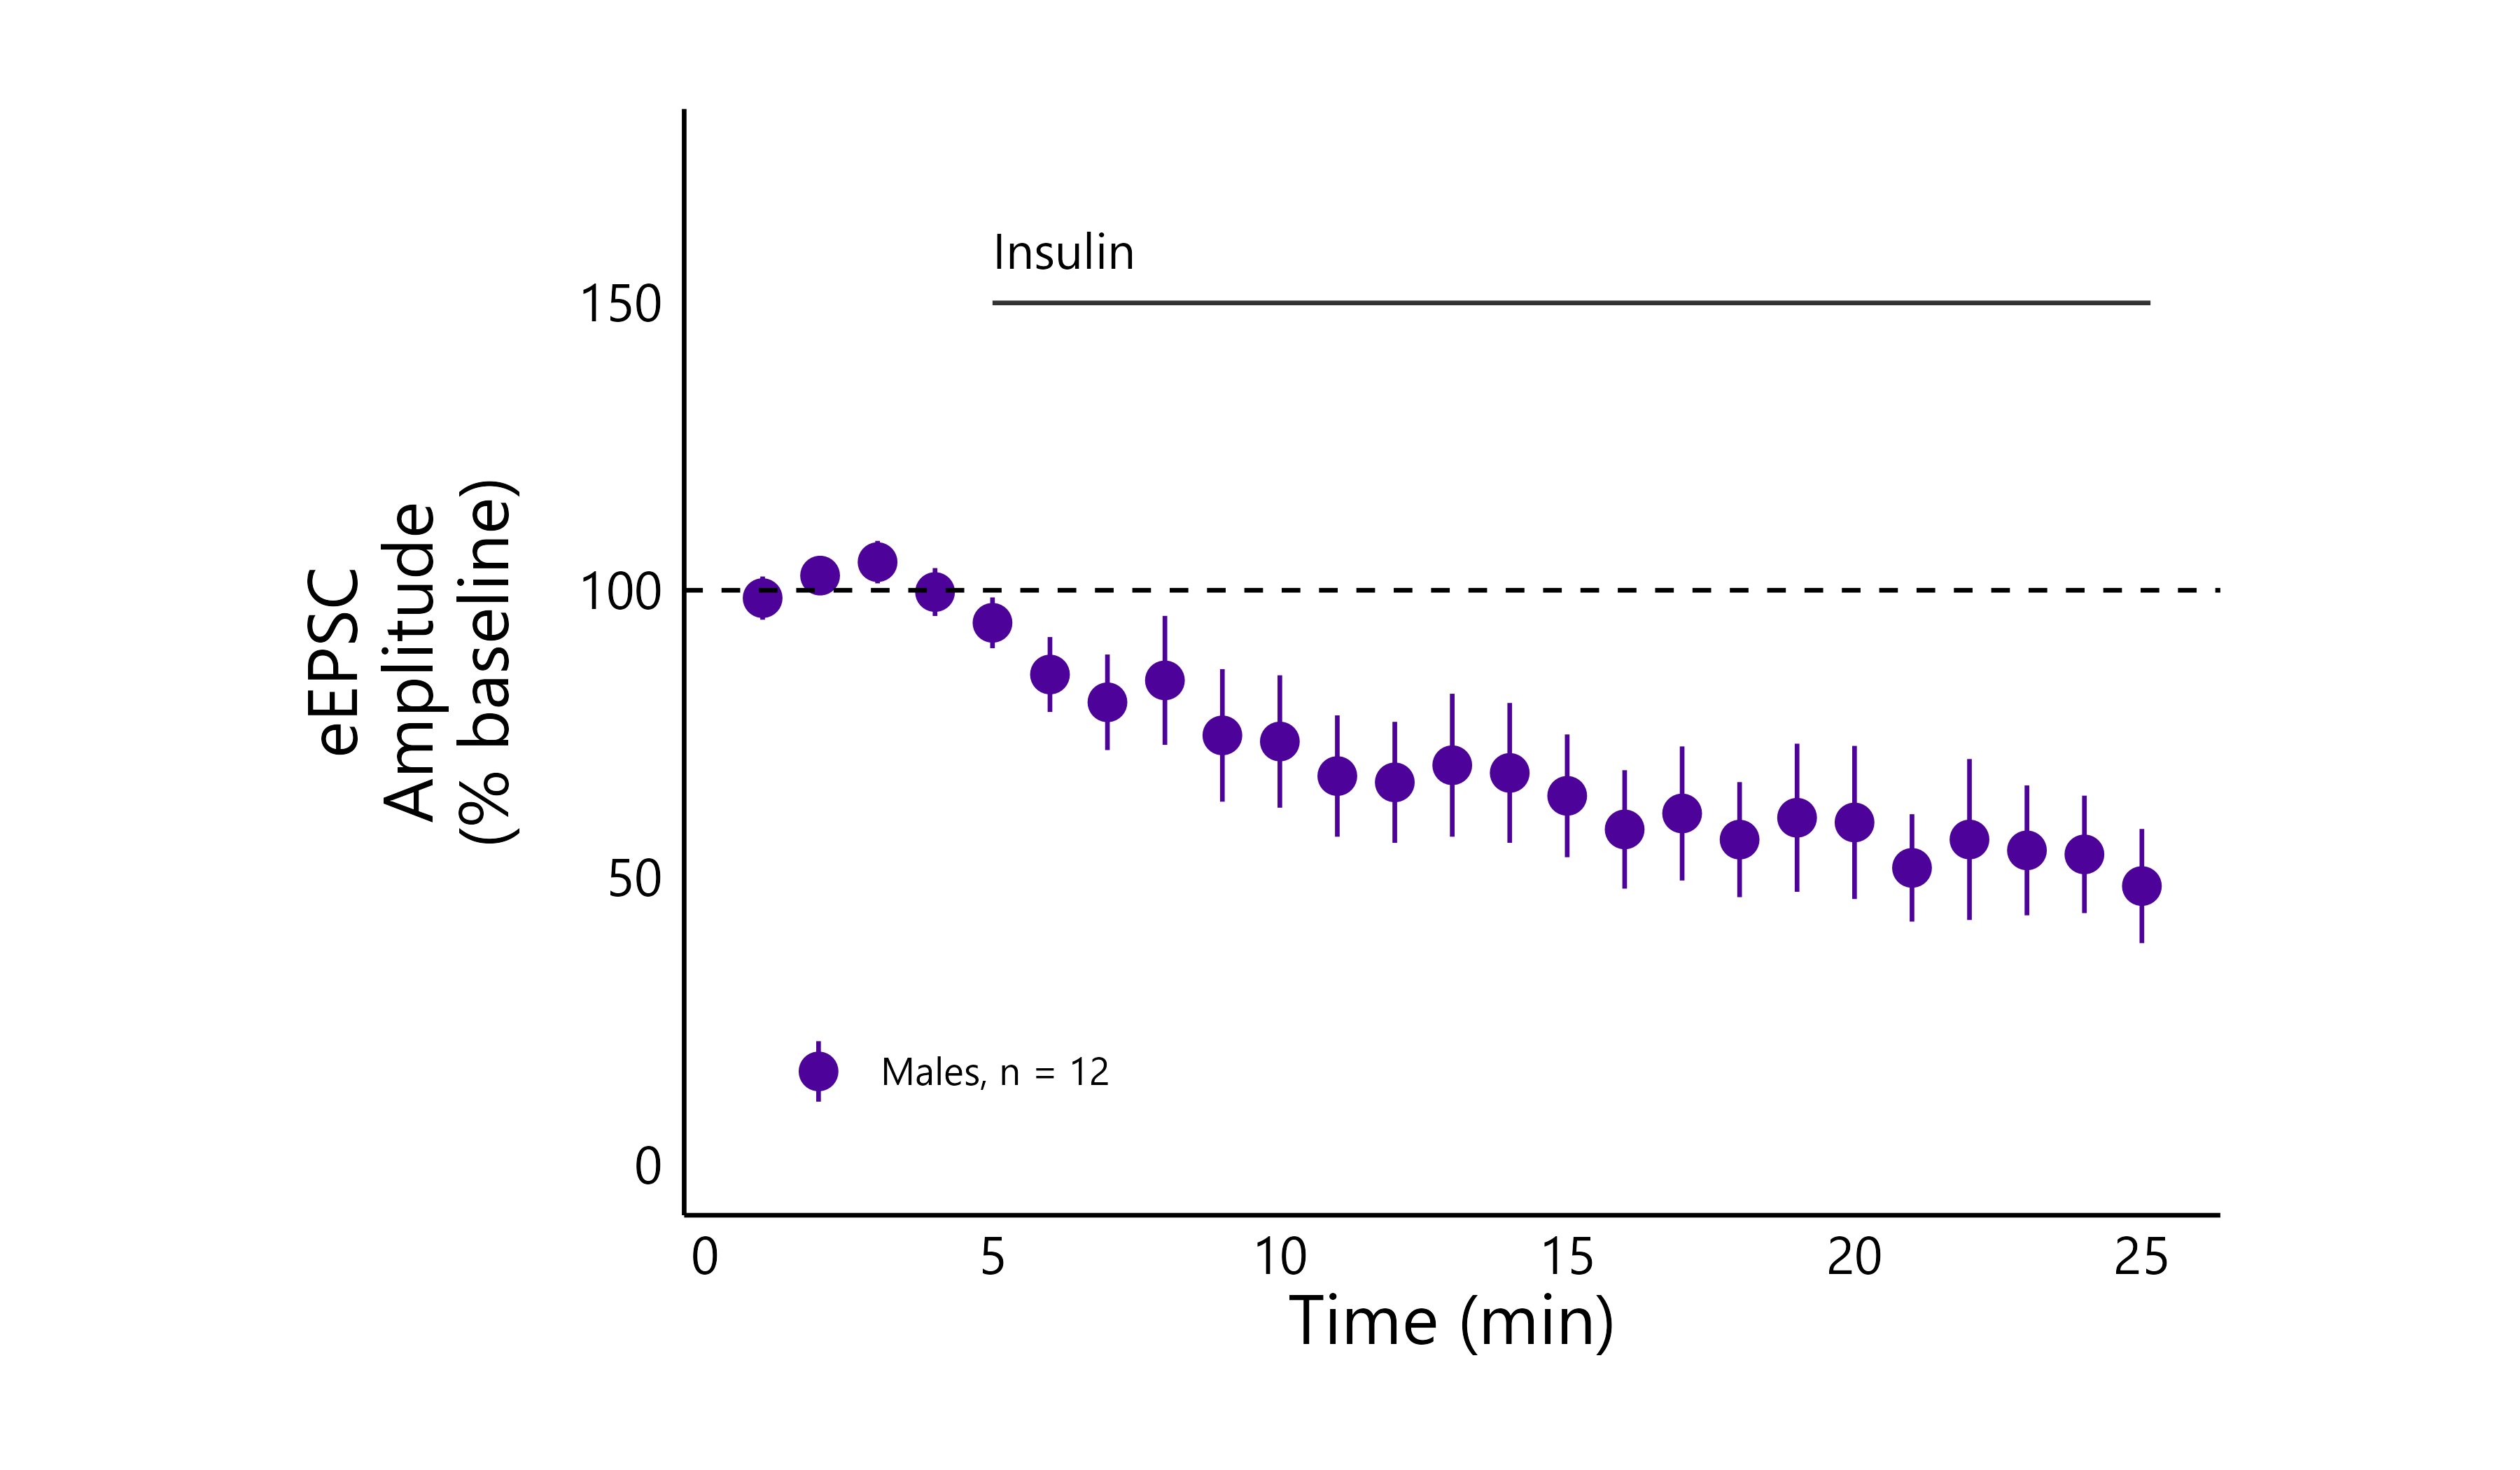 Insulin
150
100
50
0
eEPSC
Amplitude
(% baseline)
Males, n = 12
0 5 10 15 20 25
Time (min)